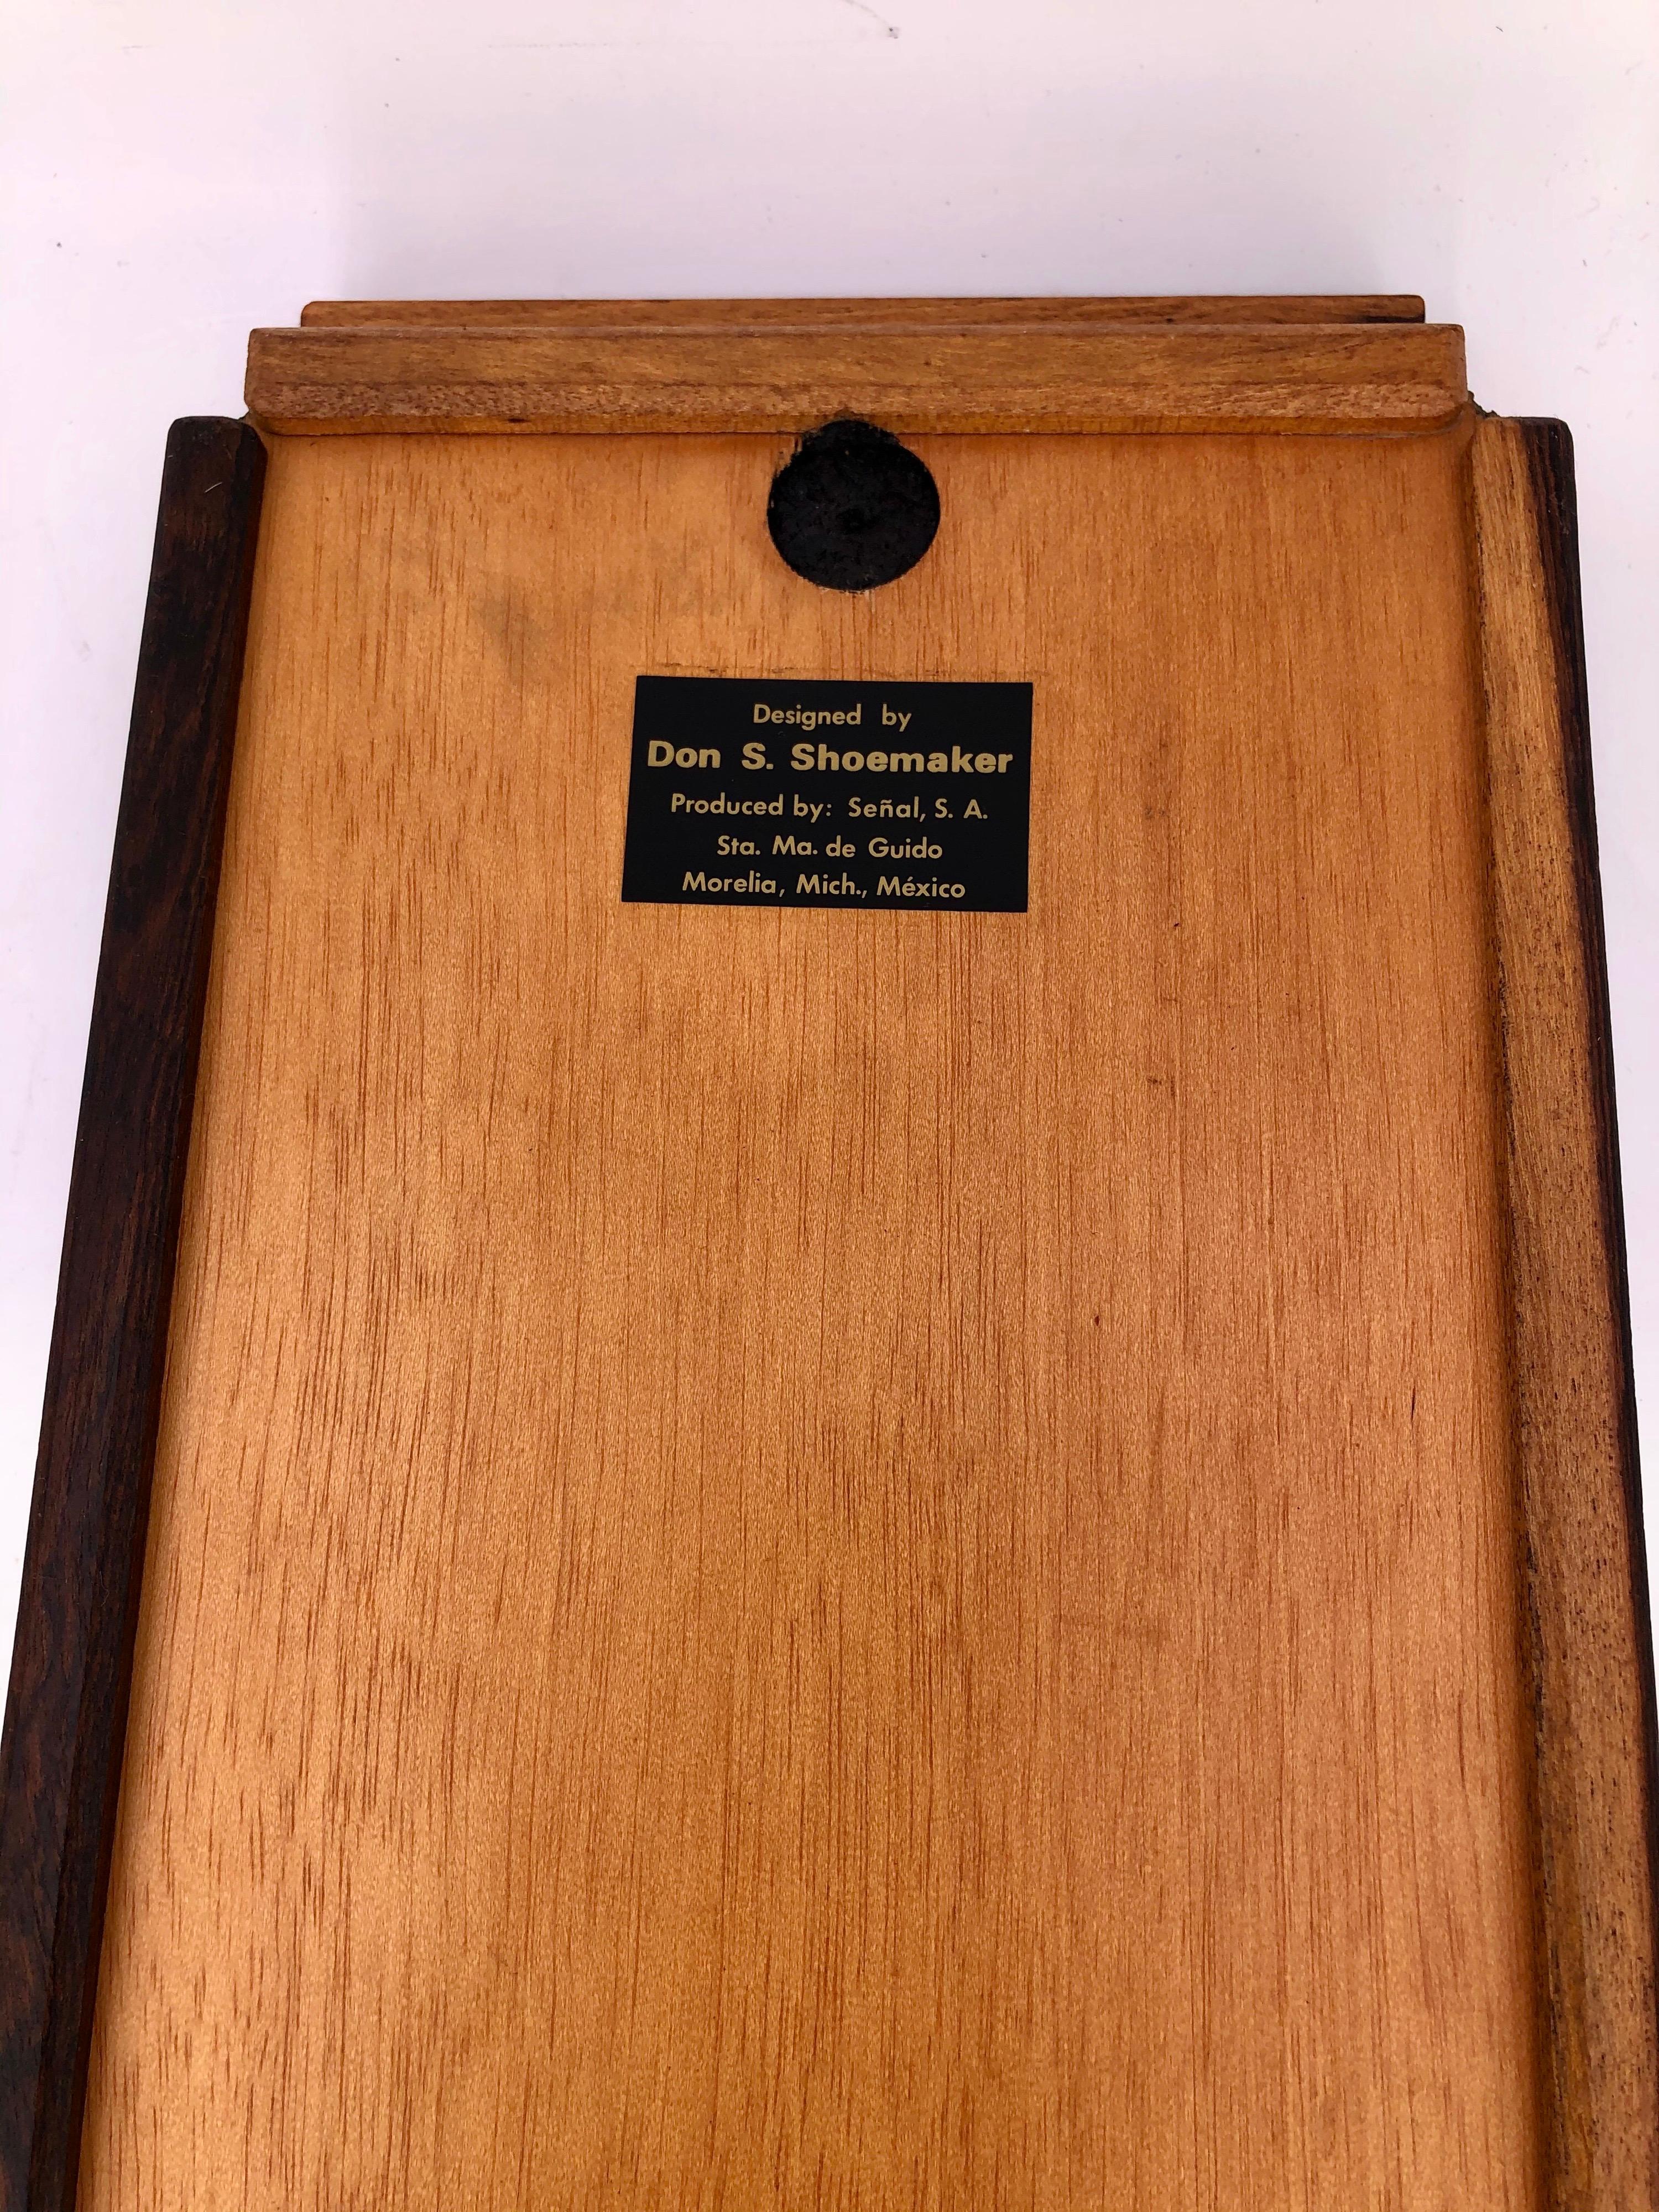 Designed by
Don S. Shoemaker
Produced by: Señal, S. A.
Sta. Ma. de Guido
Morelia, Mich., México